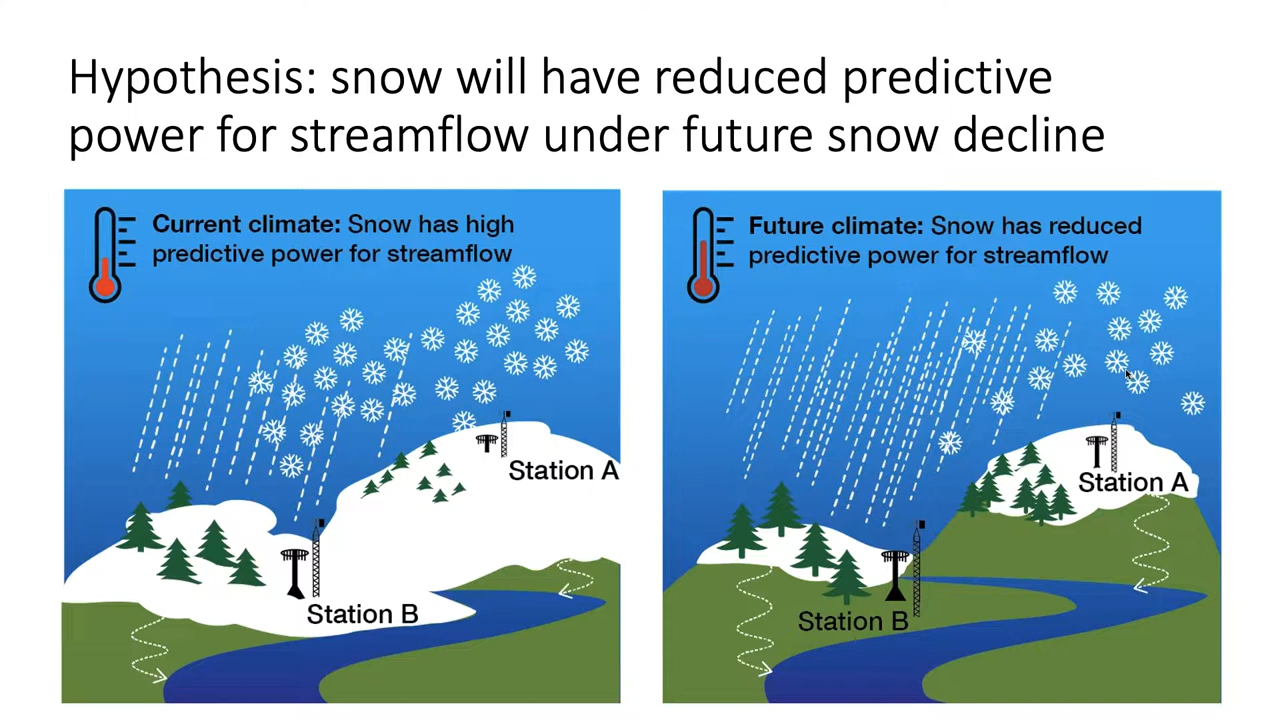 Hypothesis: snow will have reduced predictive
power for streamflow under future snow decline
Current climate: Snow has high
predictive power for streamflow
Station A
Station B
Future climate: Snow has reduced
predictive power for streamflow
Station A
Station B